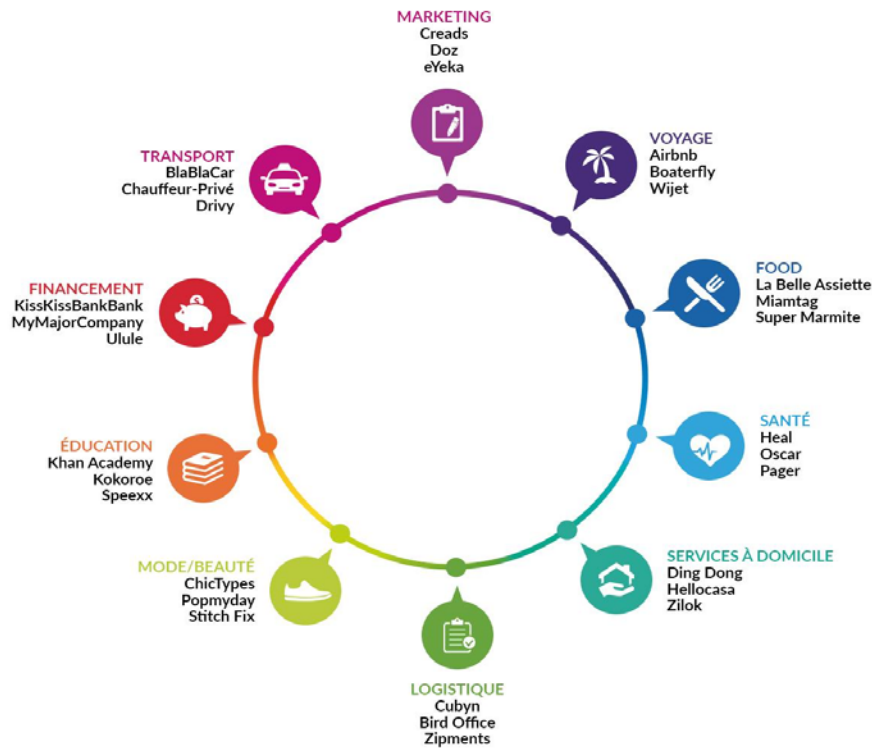 MARKETING
Creads
Doz
eYeka
VOYAGE
Airbnb
Boaterfly
Wijet
FOOD
La Belle Assiette
Miamtag
Super Marmite
SANTÉ
Heal
Oscar
Pager
SERVICES À DOMICILE
Ding Dong
Hellocasa
Zilok
LOGISTIQUE
Cubyn
Bird Office
Zipments
MODE/BEAUTÉ
ChicTypes
Popmyday
Stitch Fix
ÉDUCATION
Khan Academy
Kokoroe
Speexx
FINANCEMENT
KissKissBankBank
MyMajorCompany
Ulule
TRANSPORT
BlaBlaCar
Chauffeur-Privé
Drivy